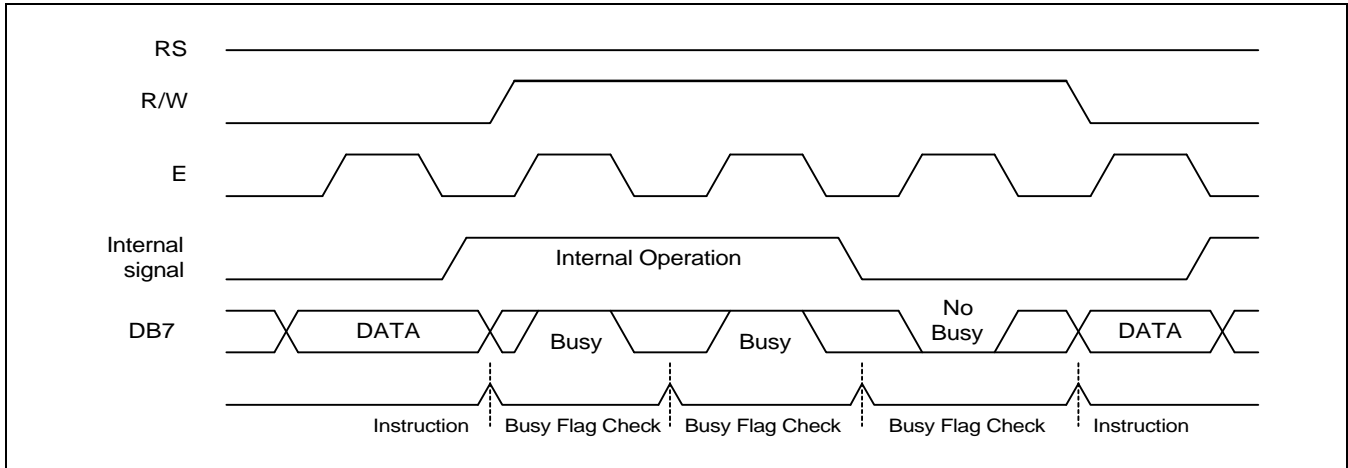 RS
R/W
E
Internal
signal
Internal Operation
DB7
DATA
Busy
Busy
No
Busy
DATA
Instruction
Busy Flag Check
Busy Flag Check
Busy Flag Check
Instruction